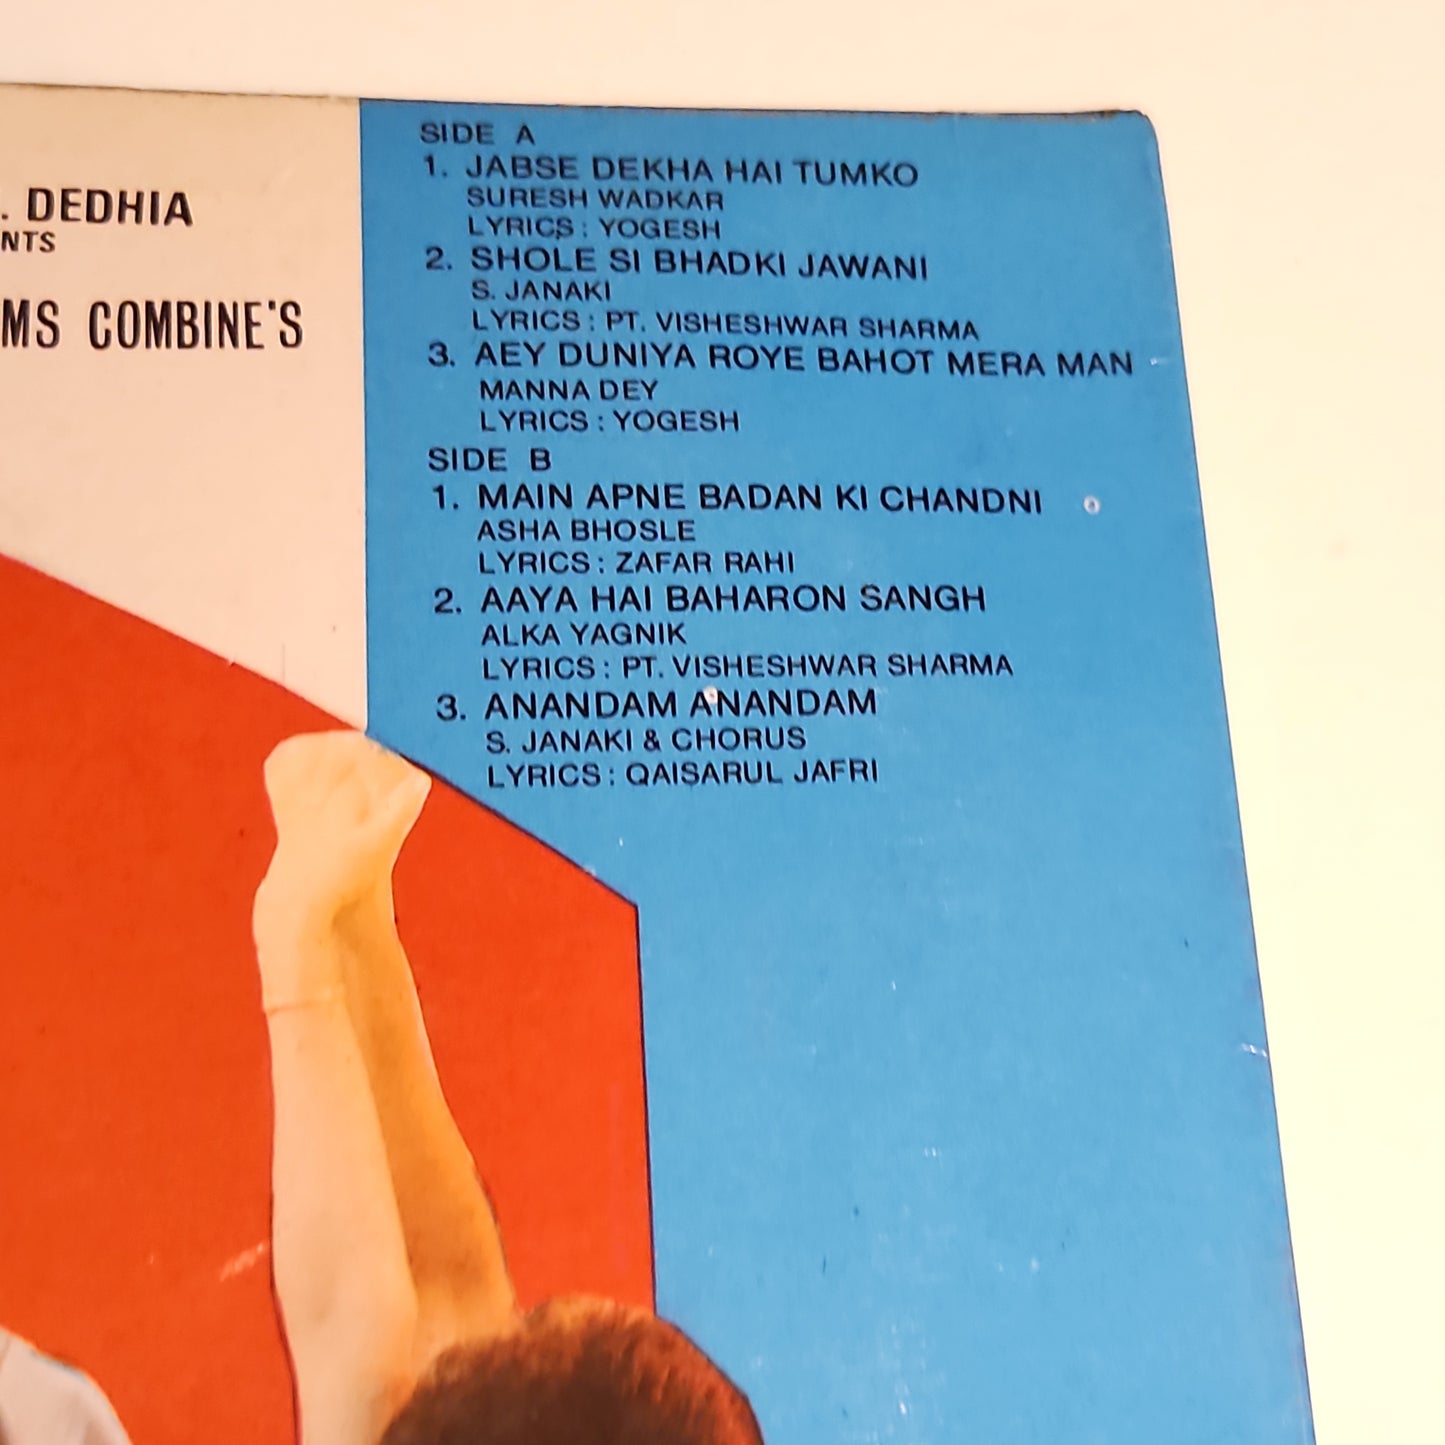 . DEDHIA
NTS
MS COMBINE'S
SIDE A
1. JABSE DEKHA HAI TUMKO
SURESH WADKAR
LYRICS : YOGESH
2. SHOLE SI BHADKI JAWANI
S. JANAKI
LYRICS : PT. VISHESHWAR SHARMA
3. AEY DUNIYA ROYE BAHOT MERA MAN
MANNA DEY
LYRICS : YOGESH
SIDE B
1. MAIN APNE BADAN KI CHANDNI
ASHA BHOSLE
LYRICS : ZAFAR RAHI
2. AAYA HAI BAHARON SANGH
ALKA YAGNIK
LYRICS : PT. VISHESHWAR SHARMA
3. ANANDAM ANANDAM
S. JANAKI & CHORUS
LYRICS : QAISARUL JAFRI